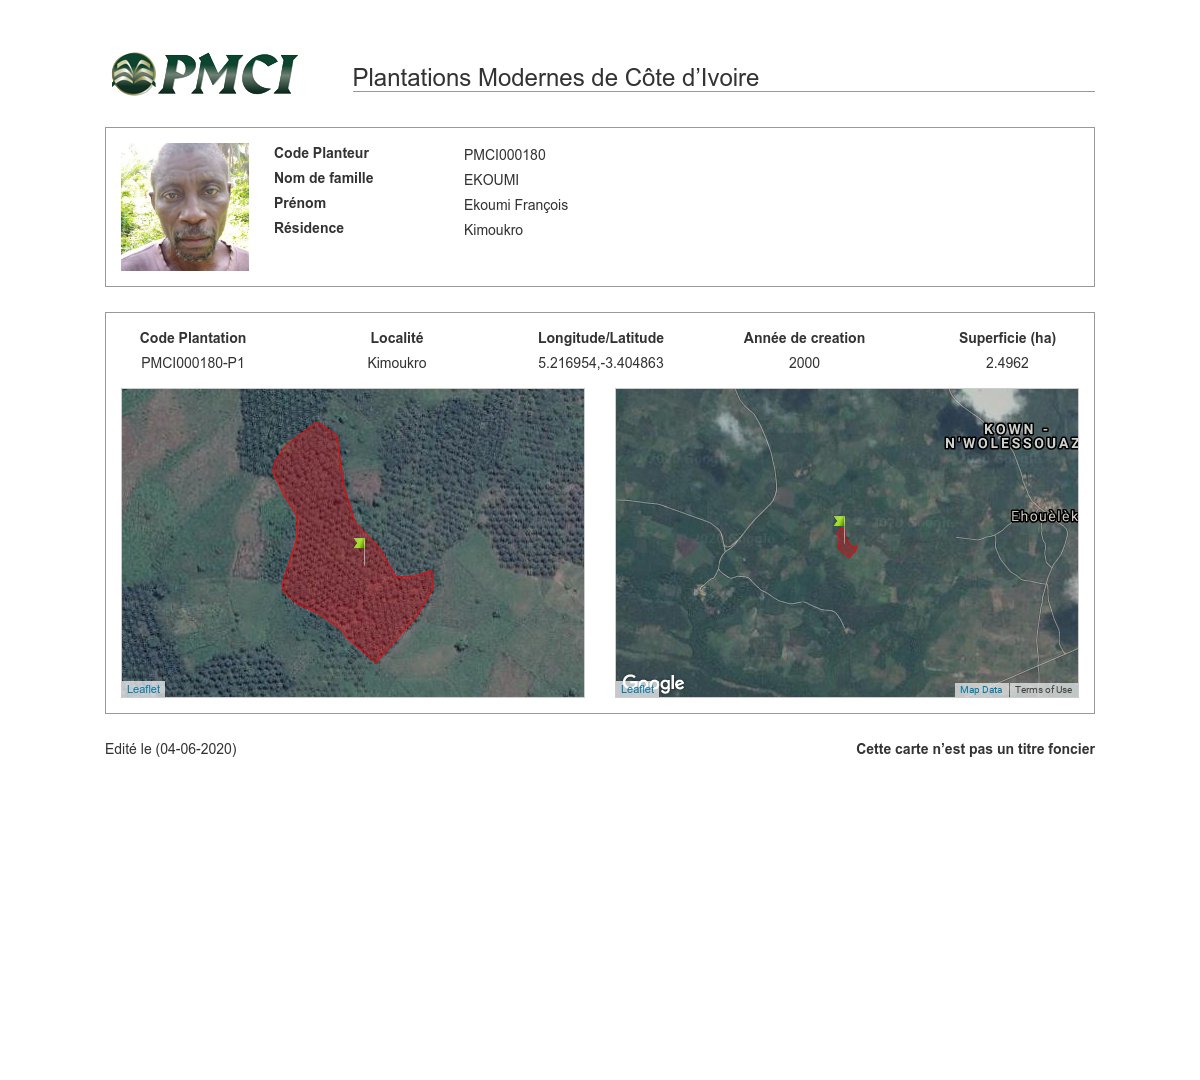 PMCI
Plantations Modernes de Côte d’Ivoire
Code Planteur PMCI000180
Nom de famille EKOUMI
Prénom Ekoumi François
Résidence Kimoukro
Code Plantation Localité Longitude/Latitude Année de creation Superficie (ha)
PMCI000180-P1 Kimoukro 5.216954,-3.404863 2000 2.4962
KOWN -
N'WOLESSOUAZ
Ehouèlèk
Leaflet
Google
Leaflet
Map Data Terms of Use
Edité le (04-06-2020) Cette carte n’est pas un titre foncier